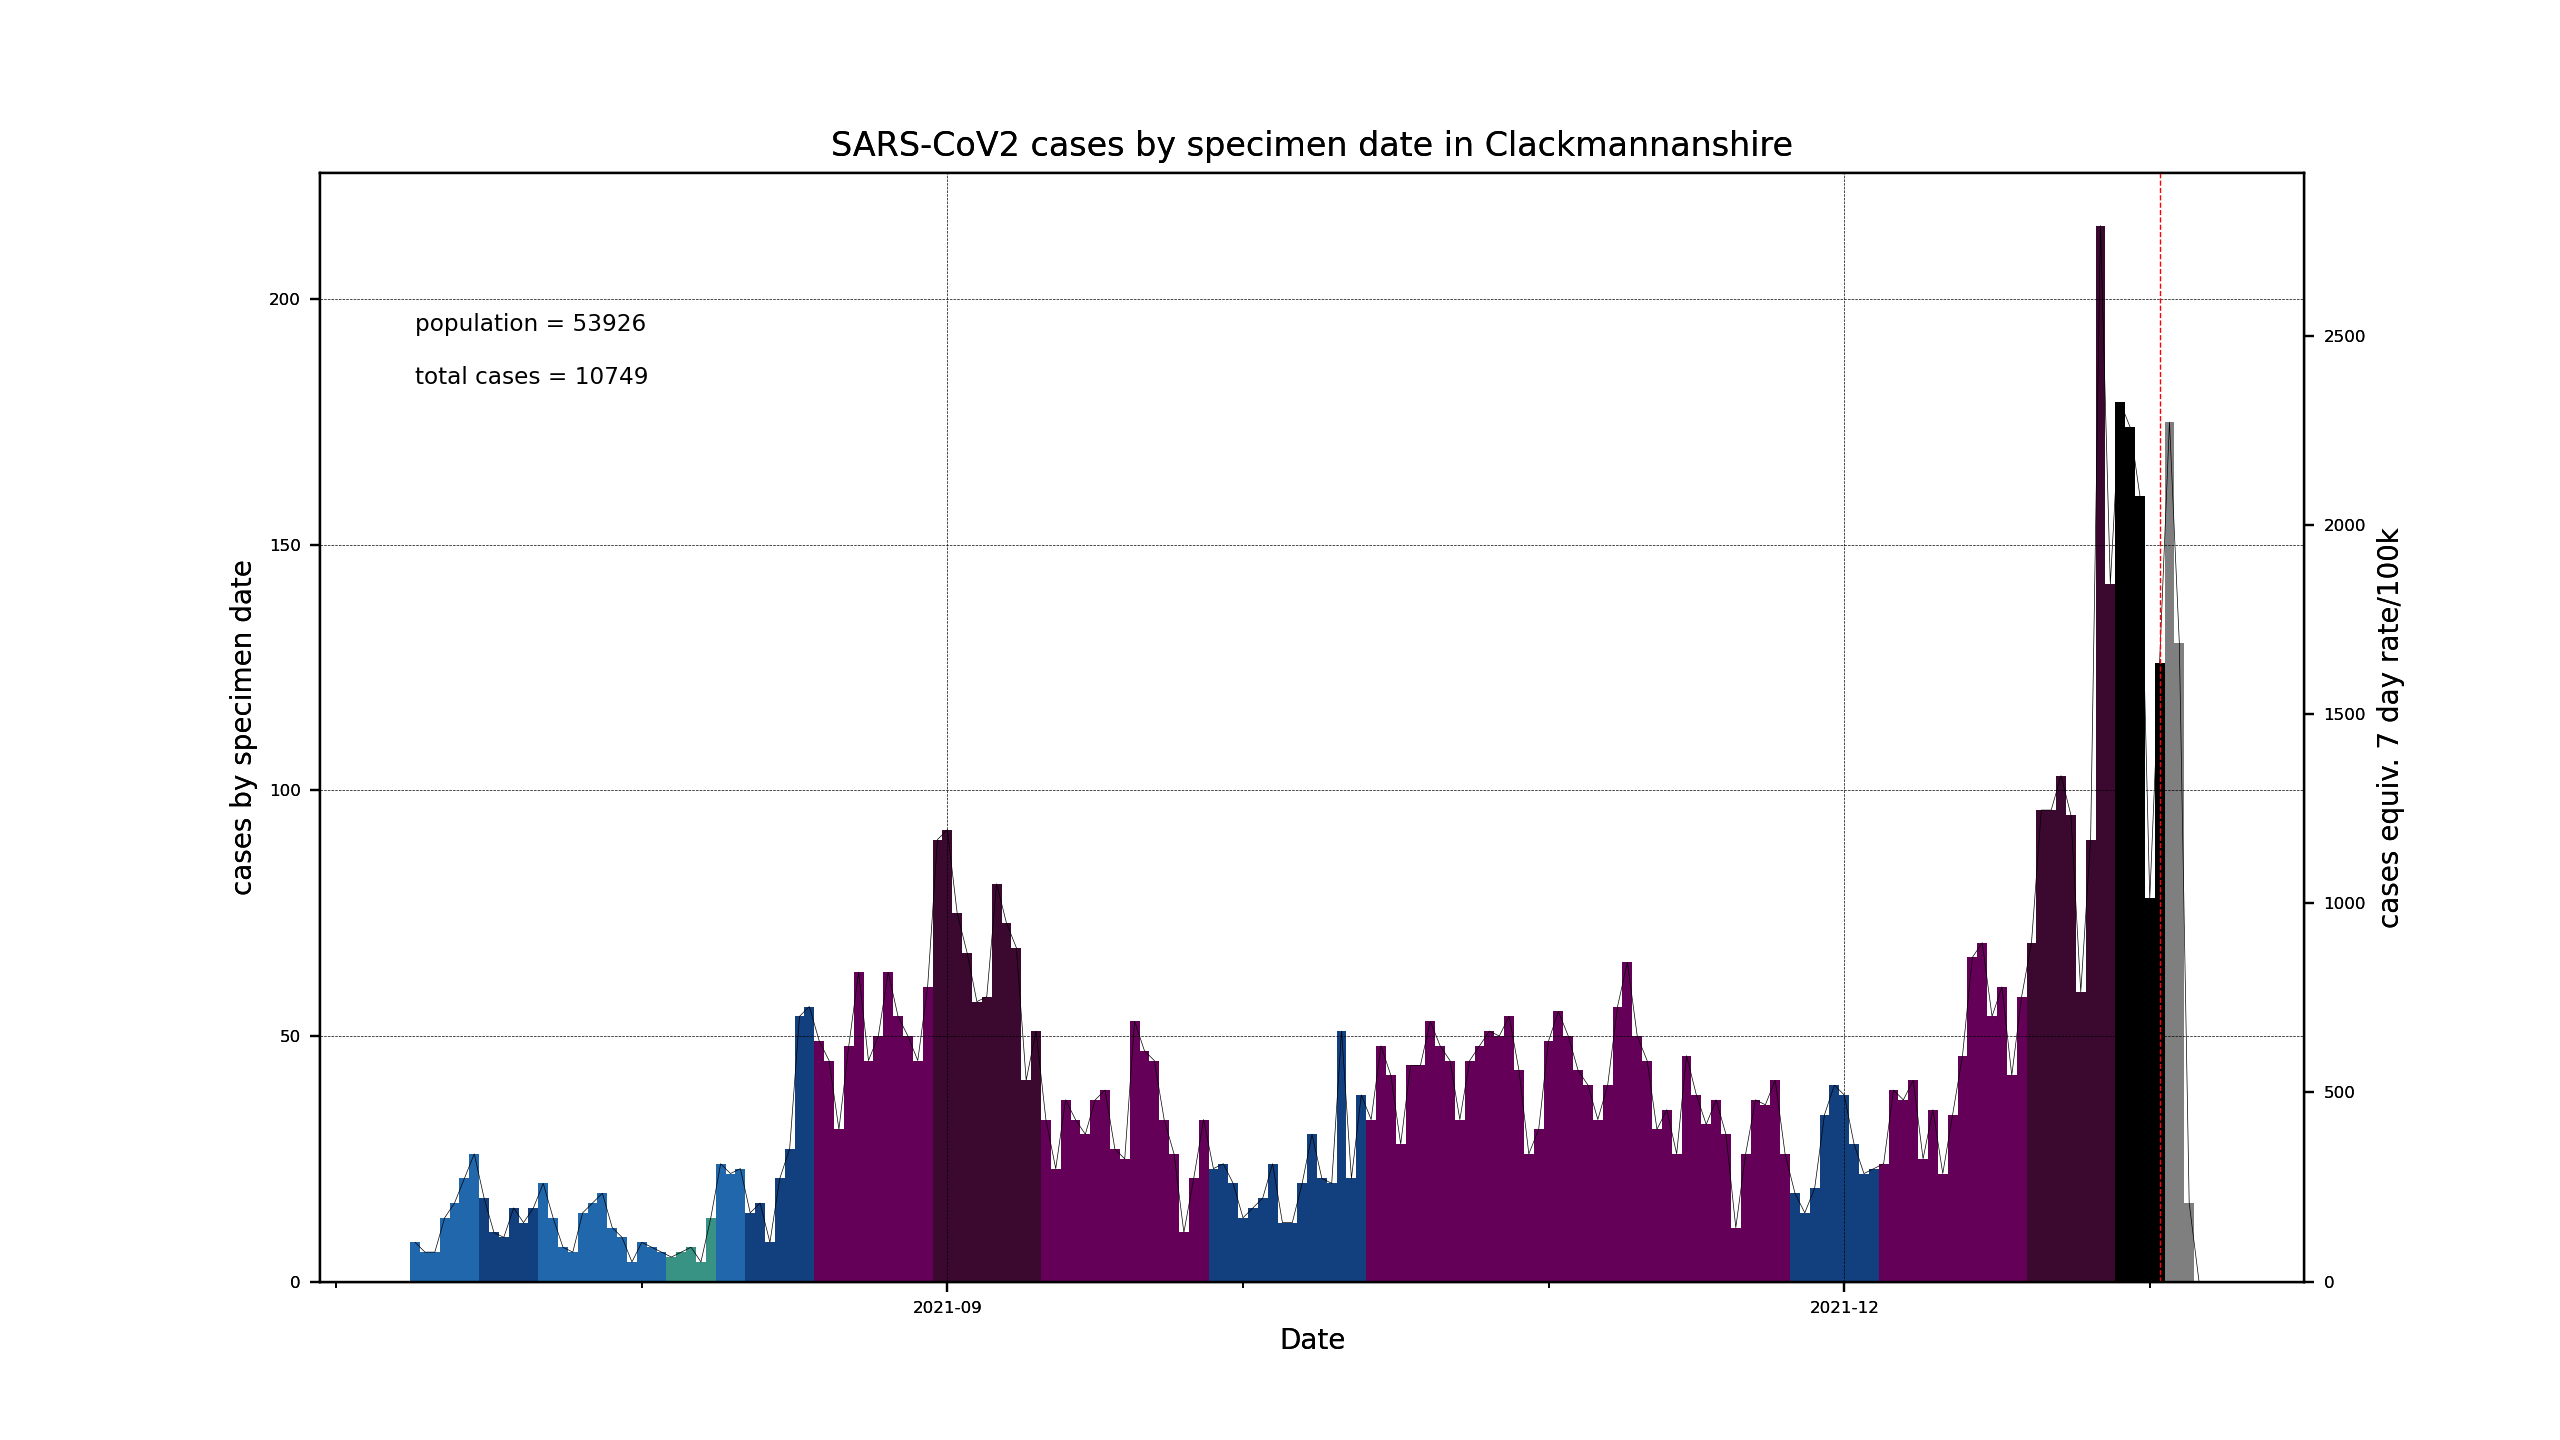 SARS-CoV2 cases by specimen date in Clackmannanshire
population = 53926
total cases = 10749
cases by specimen date
200
150
100
50
0
2021-09
2021-12
Date
2500
2000
1500
1000
500
0
cases equiv. 7 day rate/100k